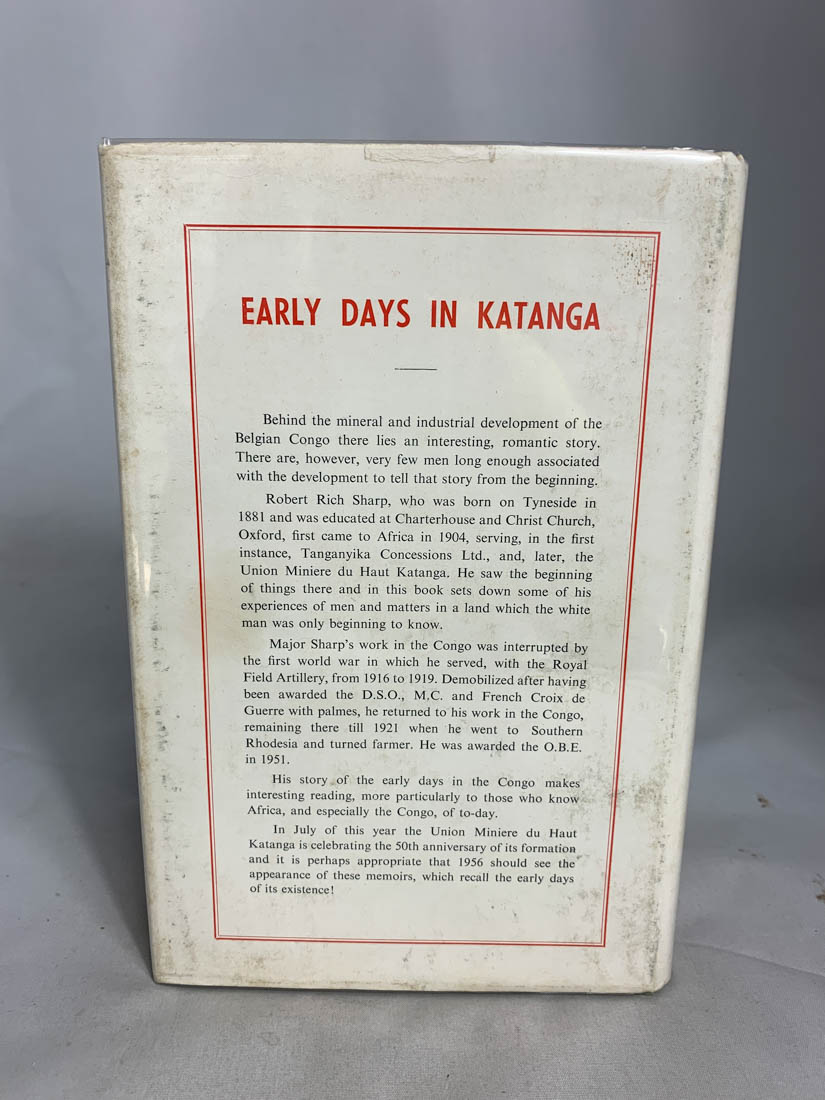 EARLY DAYS IN KATANGA
Behind the mineral and industrial development of the
Belgian Congo there lies an interesting, romantic story.
There are, however, very few men long enough associated
with the development to tell that story from the beginning.
Robert Rich Sharp, who was born on Tyneside in
1881 and was educated at Charterhouse and Christ Church,
Oxford, first came to Africa in 1904, serving, in the first
instance, Tanganyika Concessions Ltd., and, later, the
Union Miniere du Haut Katanga. He saw the beginning
of things there and in this book sets down some of his
experiences of men and matters in a land which the white
man was only beginning to know.
Major Sharp's work in the Congo was interrupted by
the first world war in which he served, with the Royal
Field Artillery, from 1916 to 1919. Demobilized after having
been awarded the D.S.O., M.C. and French Croix de
Guerre with palmes, he returned to his work in the Congo,
remaining there till 1921 when he went to Southern
Rhodesia and turned farmer. He was awarded the O.B.E.
in 1951.
His story of the early days in the Congo makes
interesting reading, more particularly to those who know
Africa, and especially the Congo, of to-day.
In July of this year the Union Miniere du Haut
Katanga is celebrating the 50th anniversary of its formation
and it is perhaps appropriate that 1956 should see the
appearance of these memoirs, which recall the early days
of its existence!